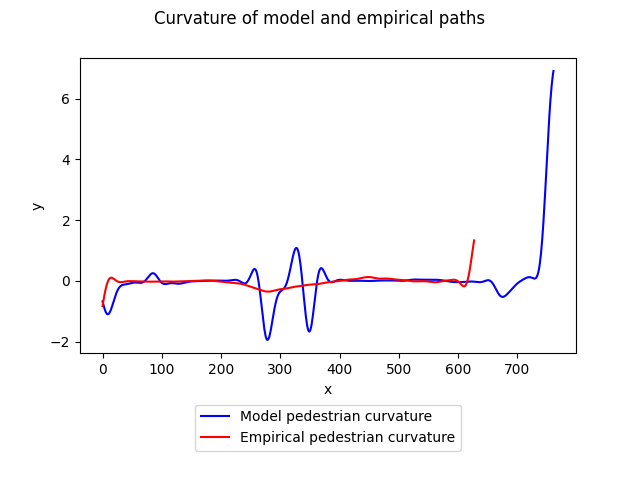 Curvature of model and empirical paths
y
6
4
2
0
−2
0 100 200 300 400 500 600 700
x
Model pedestrian curvature
Empirical pedestrian curvature